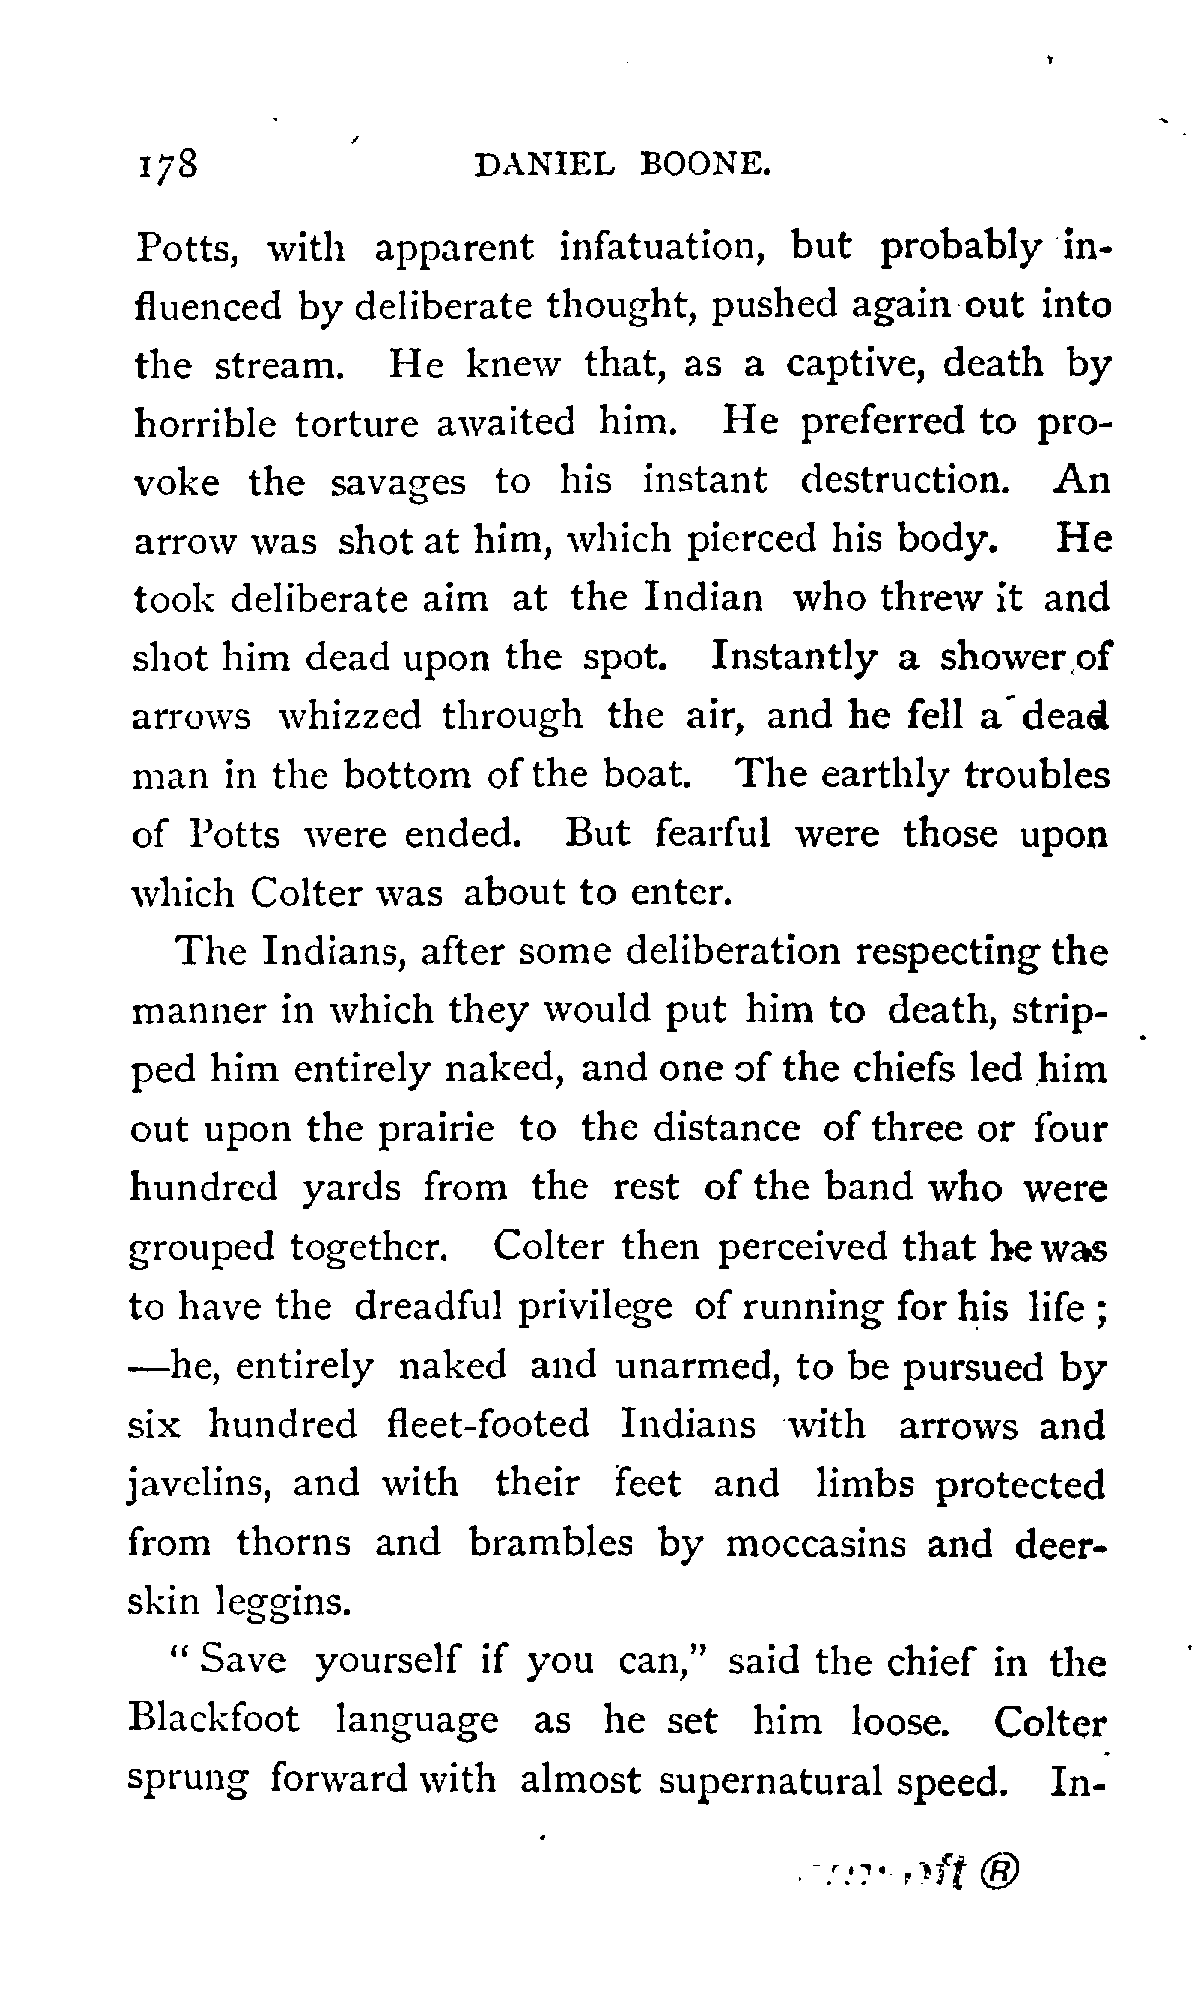 178 DANIEL BOONE.
Potts, with apparent infatuation, but probably in-
fluenced by deliberate thought, pushed again out into
the stream. He knew that, as a captive, death by
horrible torture awaited him. He preferred to pro-
voke the savages to his instant destruction. An
arrow was shot at him, which pierced his body. He
took deliberate aim at the Indian who threw it and
shot him dead upon the spot. Instantly a shower of
arrows whizzed through the air, and he fell a dead
man in the bottom of the boat. The earthly troubles
of Potts were ended. But fearful were those upon
which Colter was about to enter.
The Indians, after some deliberation respecting the
manner in which they would put him to death, strip-
ped him entirely naked, and one of the chiefs led him
out upon the prairie to the distance of three or four
hundred yards from the rest of the band who were
grouped together. Colter then perceived that he was
to have the dreadful privilege of running for his life ;
—he, entirely naked and unarmed, to be pursued by
six hundred fleet-footed Indians with arrows and
javelins, and with their feet and limbs protected
from thorns and brambles by moccasins and deer-
skin leggins.
" Save yourself if you can," said the chief in the
Blackfoot language as he set him loose. Colter
sprung forward with almost supernatural speed. In-
®